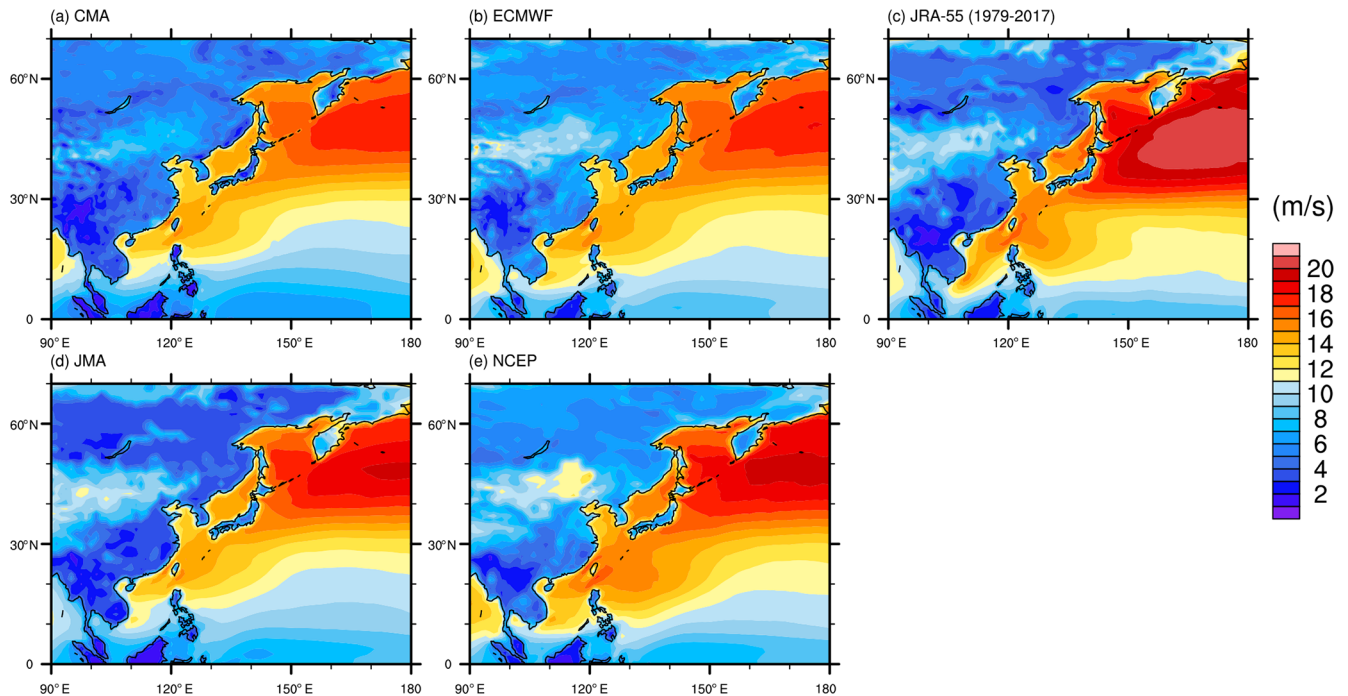 (a) CMA
(b) ECMWF
(c) JRA-55 (1979-2017)
60°N
30°N
0
90°E
120°E
150°E
180
60°N
30°N
0
90°E
120°E
150°E
180
60°N
30°N
0
90°E
120°E
150°E
180
(m/s)
20
18
16
14
12
10
8
6
4
2
(d) JMA
(e) NCEP
60°N
30°N
0
90°E
120°E
150°E
180
60°N
30°N
0
90°E
120°E
150°E
180